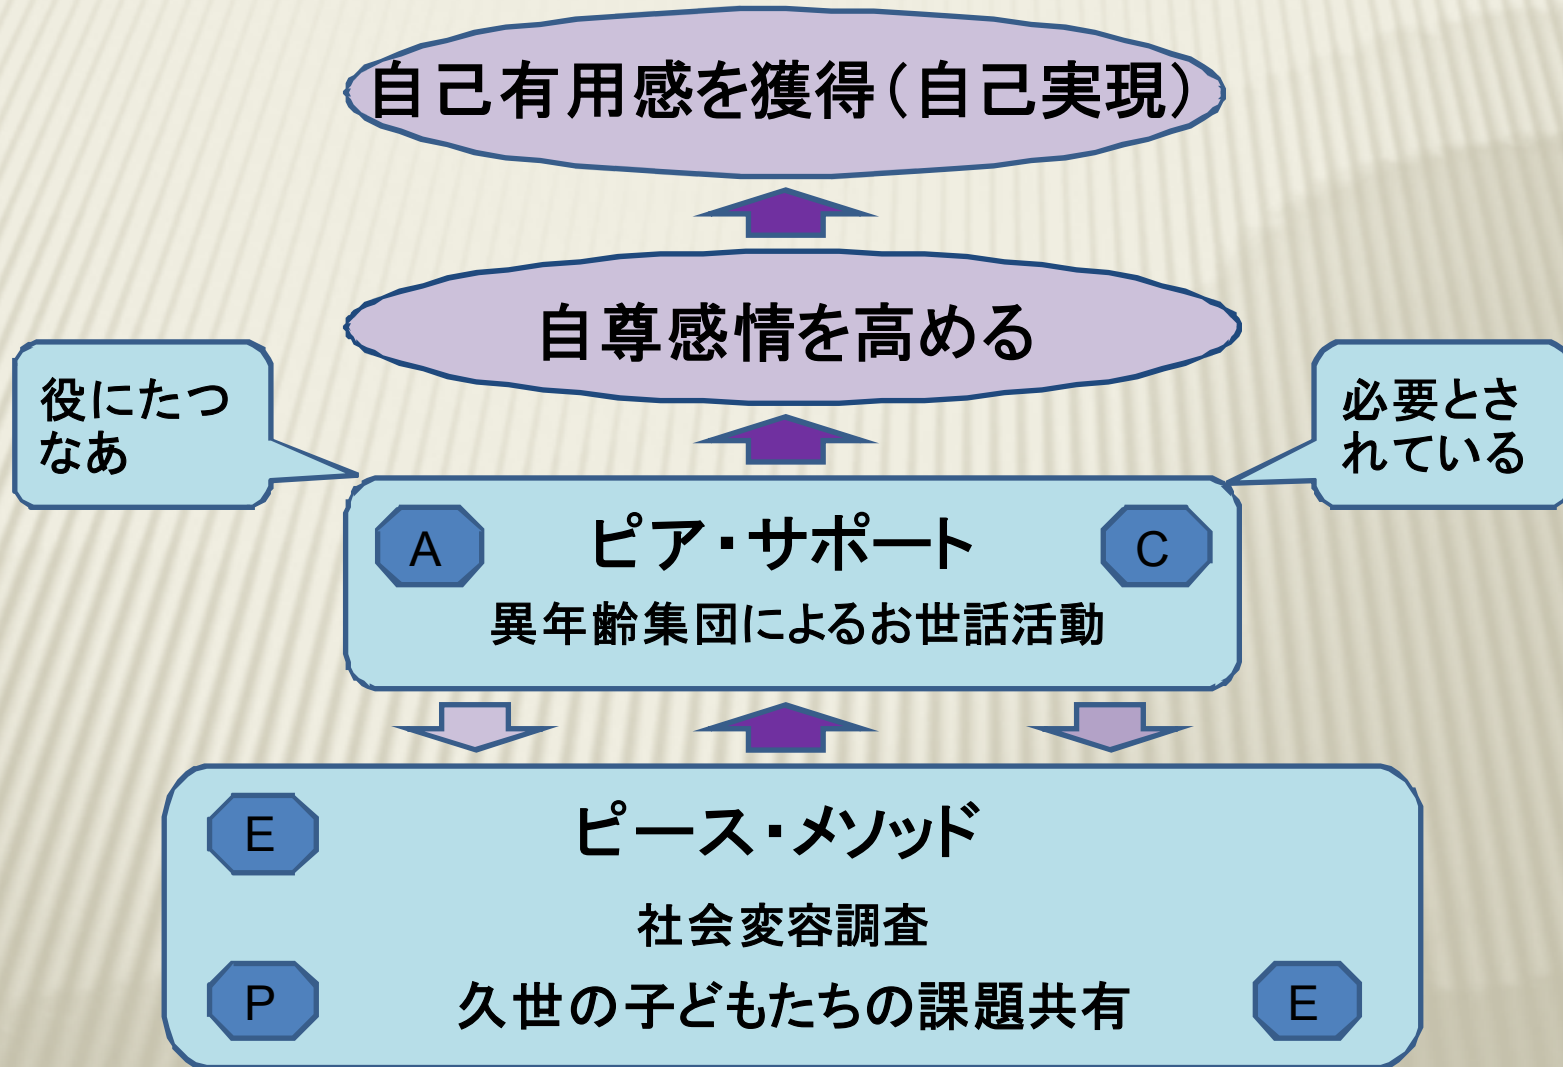 自己有用感を獲得（自己実現）
自尊感情を高める
役にたつ
なあ
必要とさ
れている
A
ピア・サポート
C
異年齢集団によるお世話活動
E
ピース・メソッド
社会変容調査
P
久世の子どもたちの課題共有
E